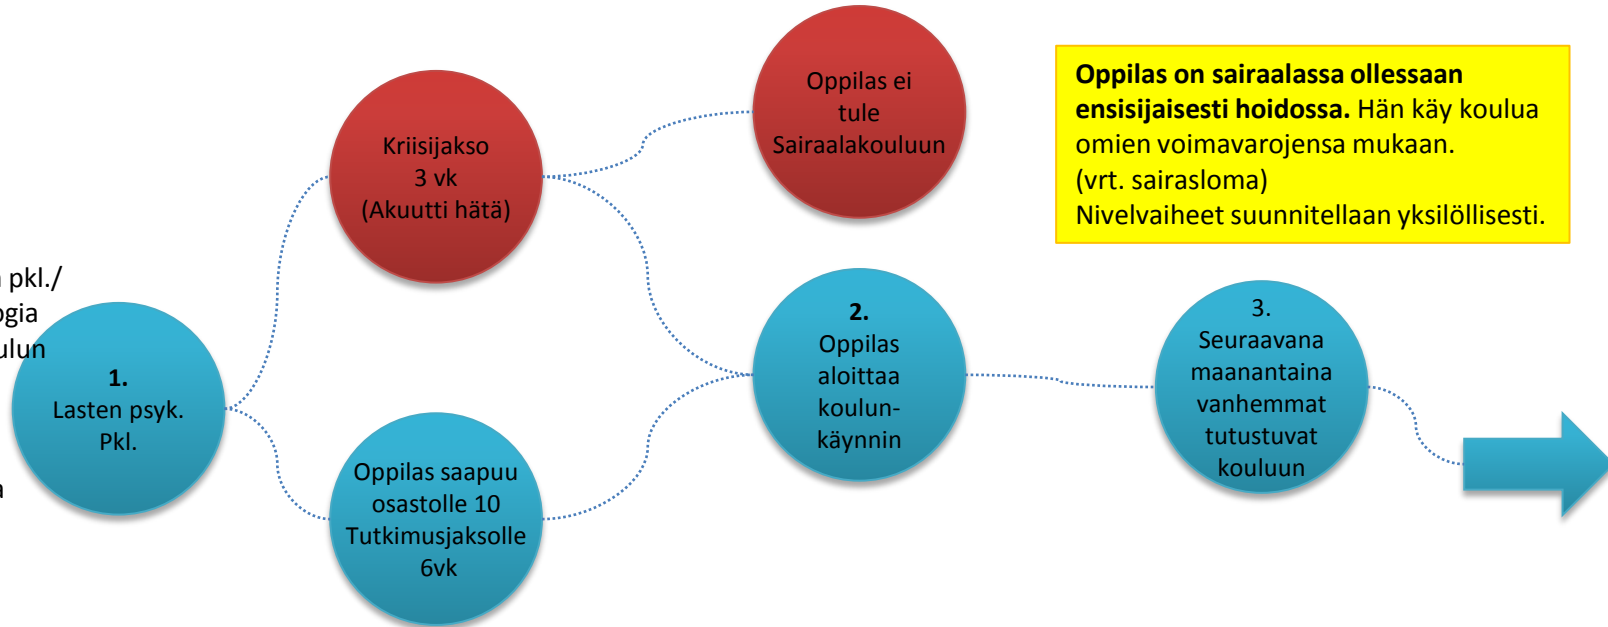 pkl./
ogia
ulun
1.
Lasten psyk.
Pkl.
Kriisijakso
3 vk
(Akuutti hätä)
Oppilas saapuu
osastolle 10
Tutkimusjaksolle
6vk
Oppilas ei
tule
Sairaalakouluun
2.
Oppilas
aloittaa
koulun-
käynnin
Oppilas on sairaalassa ollessaan
ensisijaisesti hoidossa. Hän käy koulua
omien voimavarojensa mukaan.
(vrt. sairasloma)
Nivelvaiheet suunnitellaan yksilöllisesti.
3.
Seuraavana
maanantaina
vanhemmat
tutustuvat
kouluun